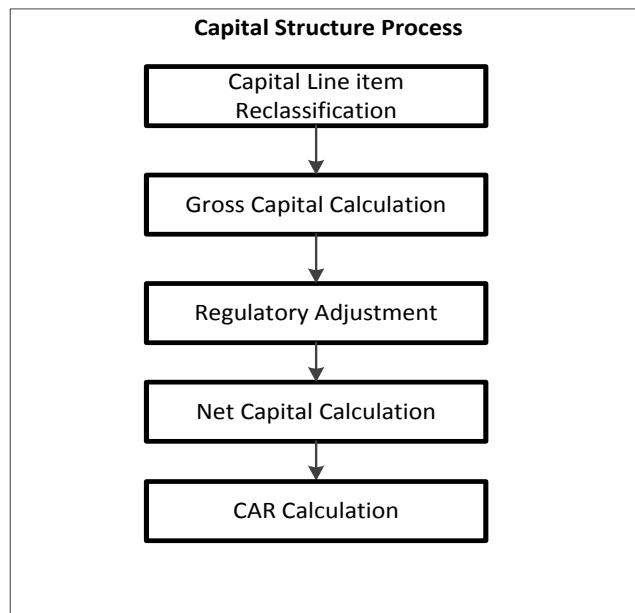 Capital Structure Process
Capital Line item
Reclassification
Gross Capital Calculation
Regulatory Adjustment
Net Capital Calculation
CAR Calculation